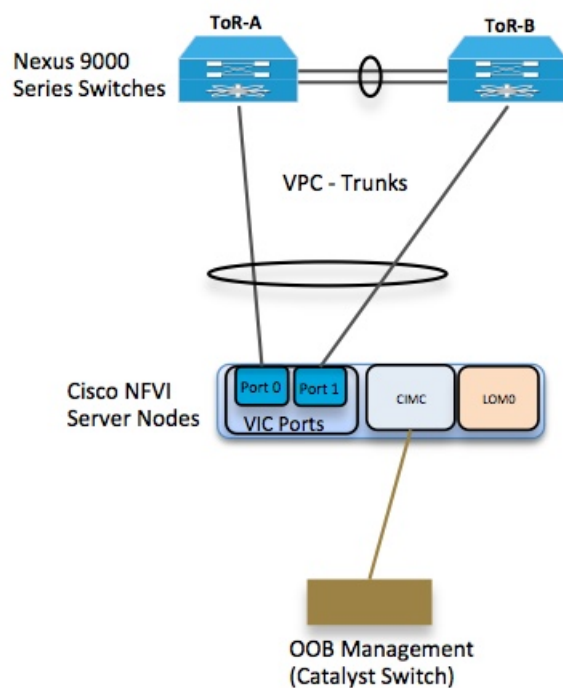 ToR-A
ToR-B
Nexus 9000
Series Switches
VPC - Trunks
Cisco NFVI
Server Nodes
Port 0
Port 1
VIC Ports
CIMC
LOM0
OOB Management
(Catalyst Switch)